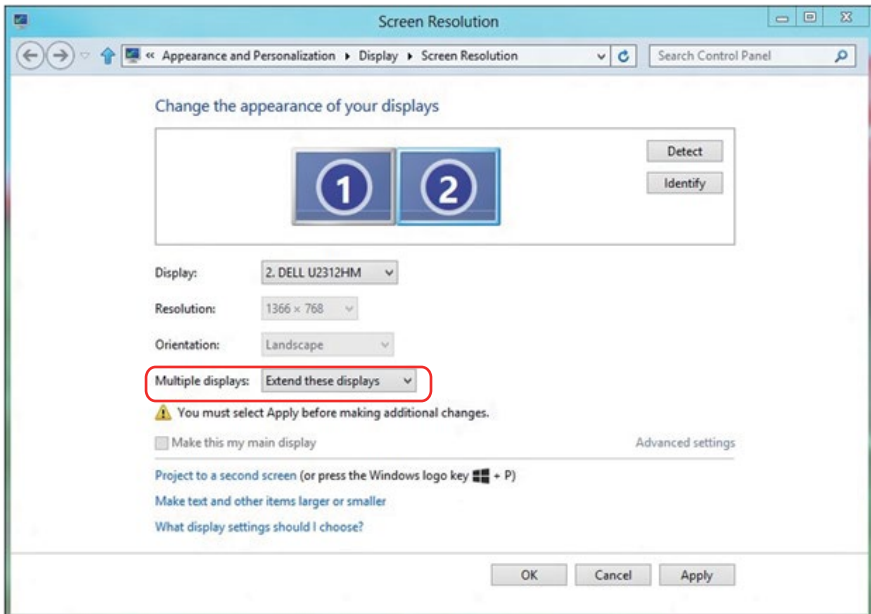 Screen Resolution
« Appearance and Personalization ▸ Display ▸ Screen Resolution
Search Control Panel
Change the appearance of your displays
1
2
Detect
Identify
Display: 2. DELL U2312HM
Resolution: 1366 × 768
Orientation: Landscape
Multiple displays: Extend these displays
You must select Apply before making additional changes.
Make this my main display
Advanced settings
Project to a second screen (or press the Windows logo key + P)
Make text and other items larger or smaller
What display settings should I choose?
OK
Cancel
Apply